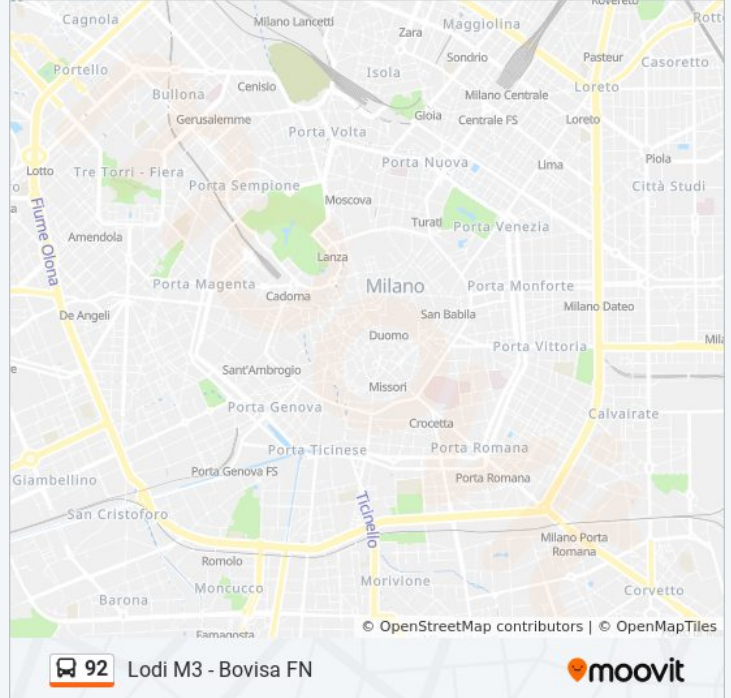 Rovereto
Cagnola
Milano Lancetti
Maggiolina
Zara
Sondrio
Pasteur
Casoretto
Portello
Isola
Cenisio
Bullona
Milano Centrale
Loreto
Gerusalemme
Gioia
Centrale FS
Loreto
Porta Volta
Lotto
Tre Torri - Fiera
Porta Nuova
Lima
Piola
Porta Sempione
Città Studi
Moscova
Fiume Olona
Turati
Porta Venezia
Amendola
Lanza
Porta Magenta
Cadorna
Milano
Porta Monforte
De Angeli
San Babila
Milano Dateo
Duomo
Porta Vittoria
Sant'Ambrogio
Missori
Porta Genova
Crocetta
Calvairate
Porta Ticinese
Porta Romana
Giambellino
Porta Genova FS
Porta Romana
San Cristoforo
Ticinello
Milano Porta
Romana
Romolo
Moncucco
Morivione
Corvetto
Barona
Famagosta
© OpenStreetMap contributors | © OpenMapTiles
92 Lodi M3 - Bovisa FN
moovit